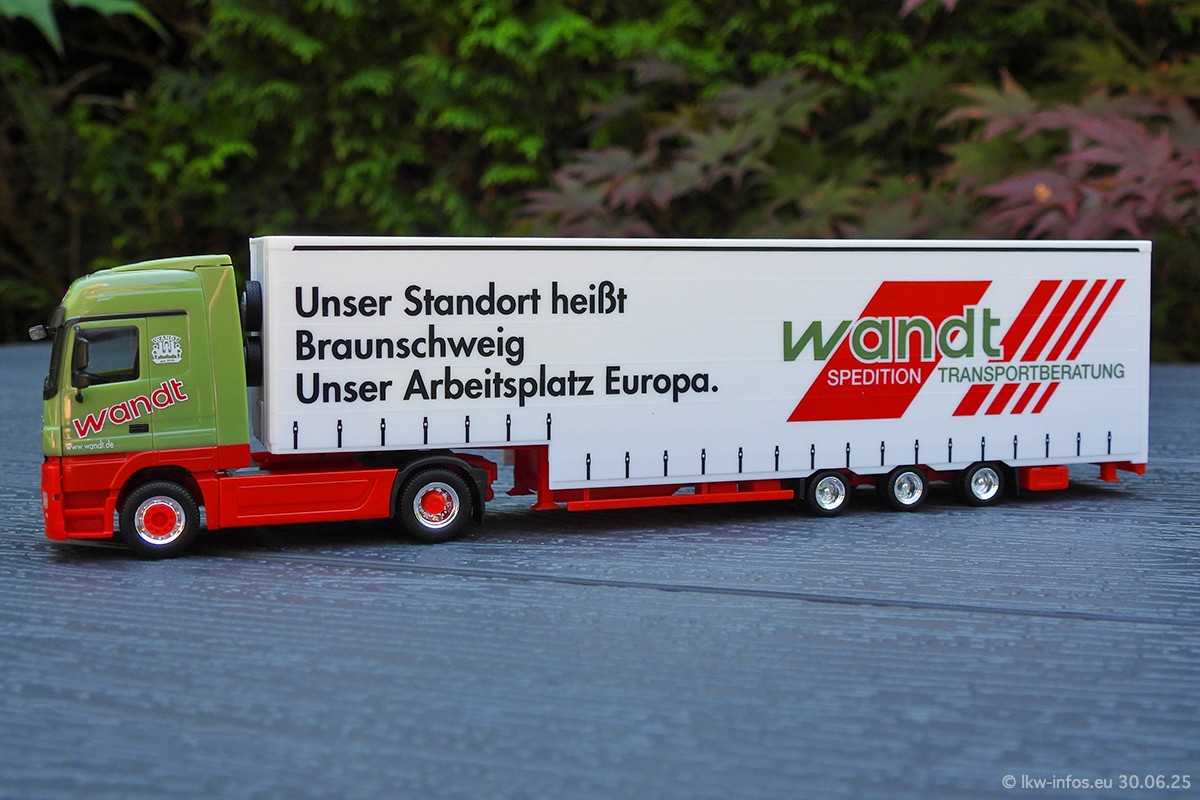 Unser Standort heißt
Braunschweig
Unser Arbeitsplatz Europa.
wandt
SPEDITION TRANSPORTBERATUNG
WANDT
wandt
www.wandt.de
© lkw-infos.eu 30.06.25